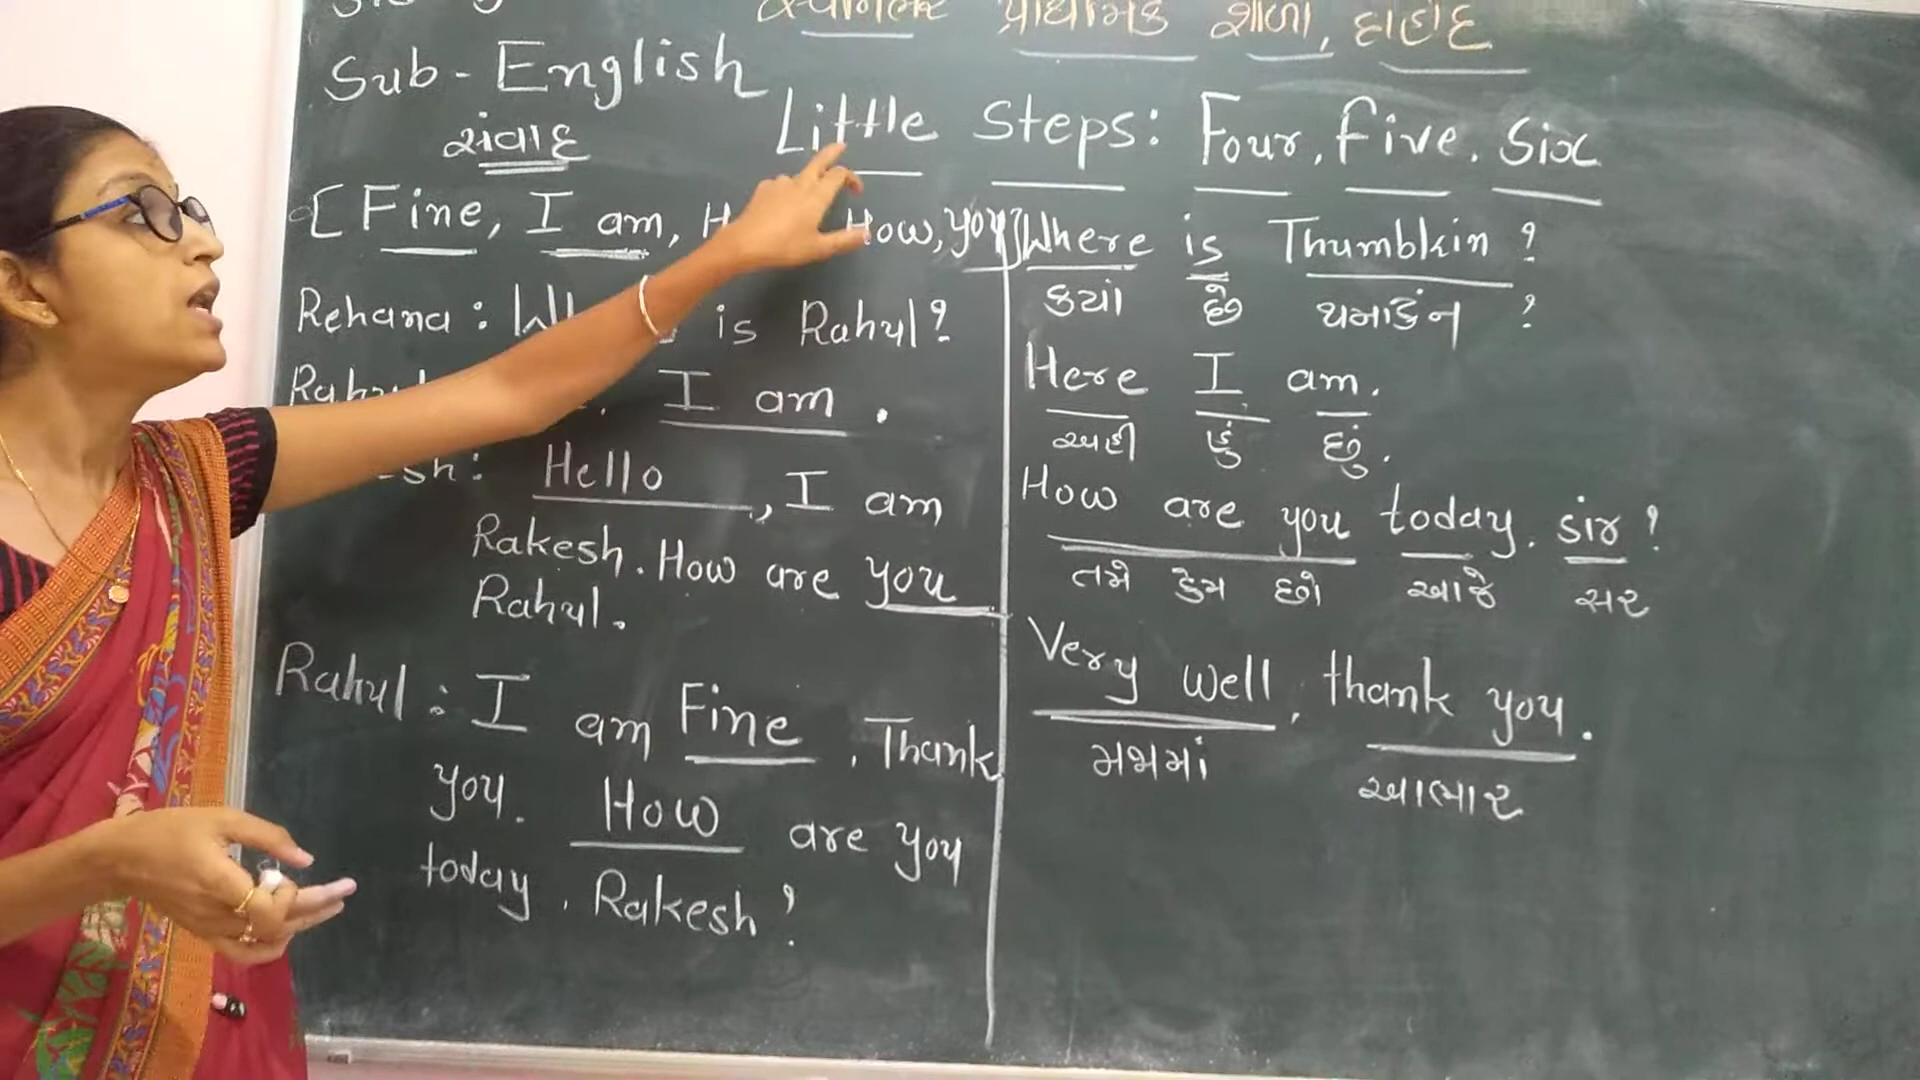 પ્રાથમિક શાળા, દાહોદ
Sub - English
Little Steps: Four, five, Six
સંવાદ
[Fine, I am, How, you]
Rehana: is Rahul?
I am.
Hello, I am
Rakesh. How are you
Rahul.
Rahul: I am Fine, Thank
you. How are you
today, Rakesh?
Where is Thumbkin?
કયાં છે થમાકિન ?
Here I am.
અહી હું છું.
How are you today, sir?
તમે કેમ છો આજે સર
Very well, thank you.
મજામાં આભાર